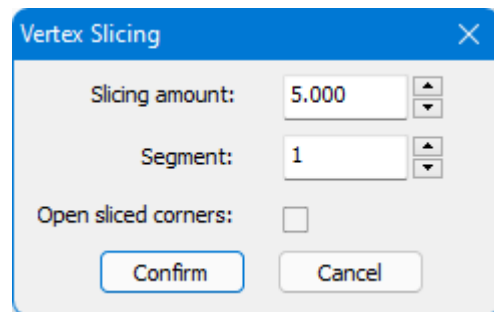 Vertex Slicing
Slicing amount: 5.000
Segment: 1
Open sliced corners:
Confirm Cancel